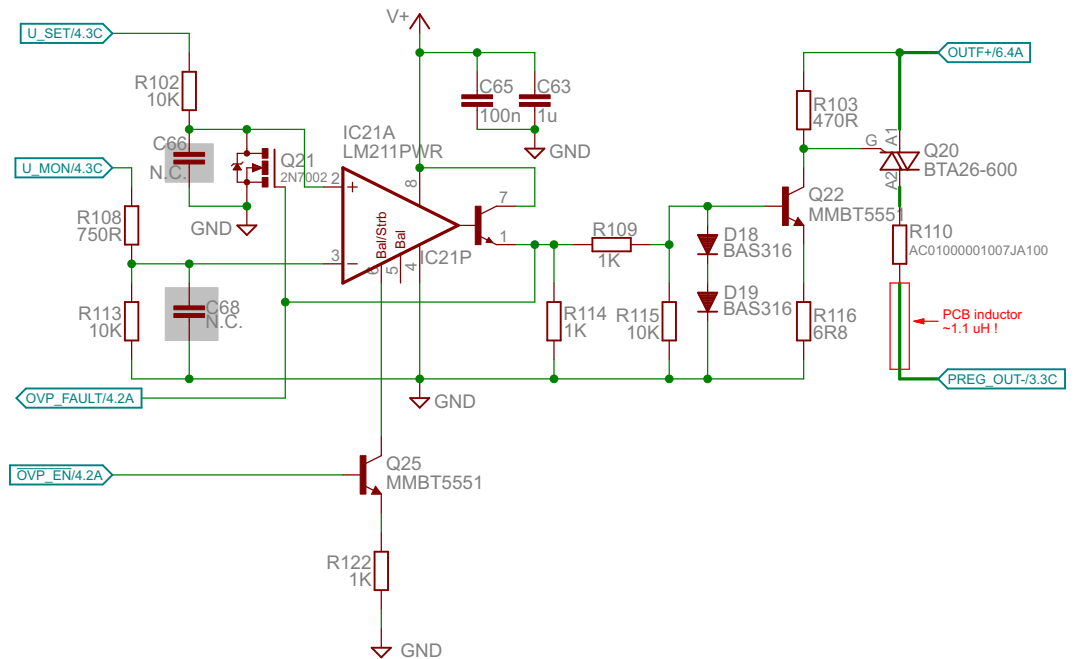 V+
U_SET/4.3C
OUTF+/6.4A
R102
10K
C65
100n
C63
1u
R103
470R
C66
N.C.
IC21A
LM211PWR
GND
G
A1
A2
Q20
BTA26-600
U_MON/4.3C
Q21
2N7002
2
+
8
7
Q22
MMBT5551
R108
750R
GND
Bal/Strb
Bal
1
R109
1K
D18
BAS316
R110
AC01000001007JA100
3
−
6
5
4
IC21P
R113
10K
C68
N.C.
R114
1K
R115
10K
D19
BAS316
R116
6R8
PCB inductor
~1.1 uH !
OVP_FAULT/4.2A
GND
PREG_OUT-/3.3C
OVP_EN/4.2A
Q25
MMBT5551
R122
1K
GND